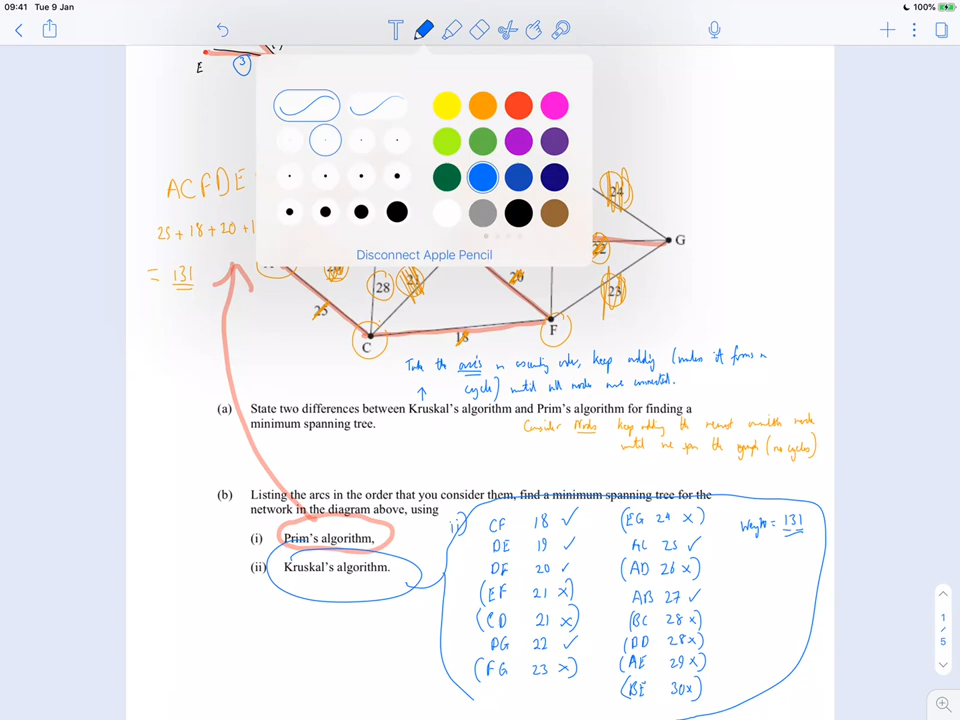 09:41 Tue 9 Jan
100%
T
E
3
ACFDE
25 + 18 + 20 + 1
= 131
24
G
22
23
28
21
20
25
18
C
F
Disconnect Apple Pencil
Take the arcs in ascending order, keep adding (unless it forms a
cycle) until all nodes are connected.
(a) State two differences between Kruskal's algorithm and Prim's algorithm for finding a
minimum spanning tree.
Consider Nodes keep adding the nearest node
until we span the graph (no cycles)
(b) Listing the arcs in the order that you consider them, find a minimum spanning tree for the
network in the diagram above, using
(i) Prim's algorithm,
(ii) Kruskal's algorithm.
ii) CF 18 ✓
DE 19 ✓
DF 20 ✓
(EF 21 x)
(CD 21 x)
DG 22 ✓
(FG 23 x)
(EG 24 x)
AC 25 ✓
(AD 26 x)
AB 27 ✓
(BC 28 x)
(BD 28 x)
(AE 29 x)
(BE 30 x)
Weight = 131
1
/
5